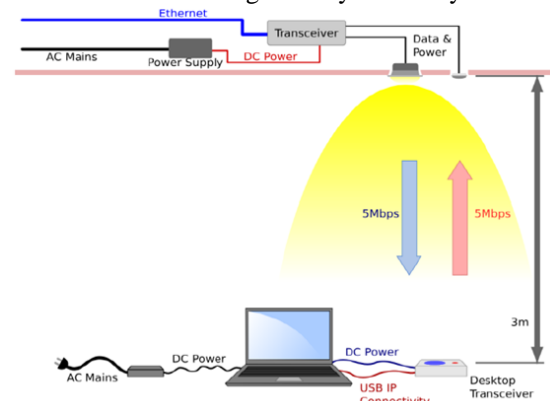 Ethernet
Transceiver
Data &
Power
AC Mains
Power Supply
DC Power
5Mbps
5Mbps
3m
DC Power
DC Power
AC Mains
USB IP
Connectivity
Desktop
Transceiver